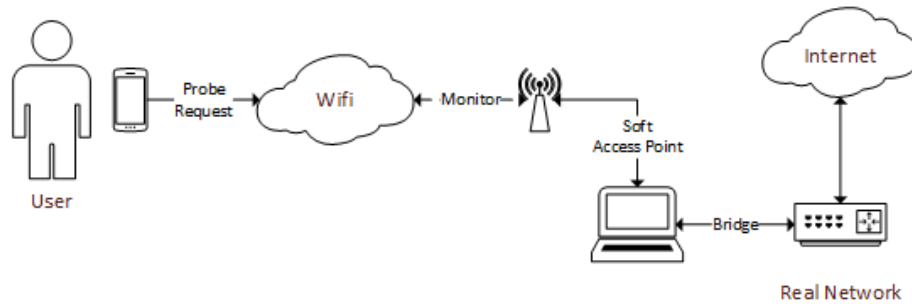 User
Probe
Request
Wifi
Monitor
Soft
Access Point
Bridge
Internet
Real Network